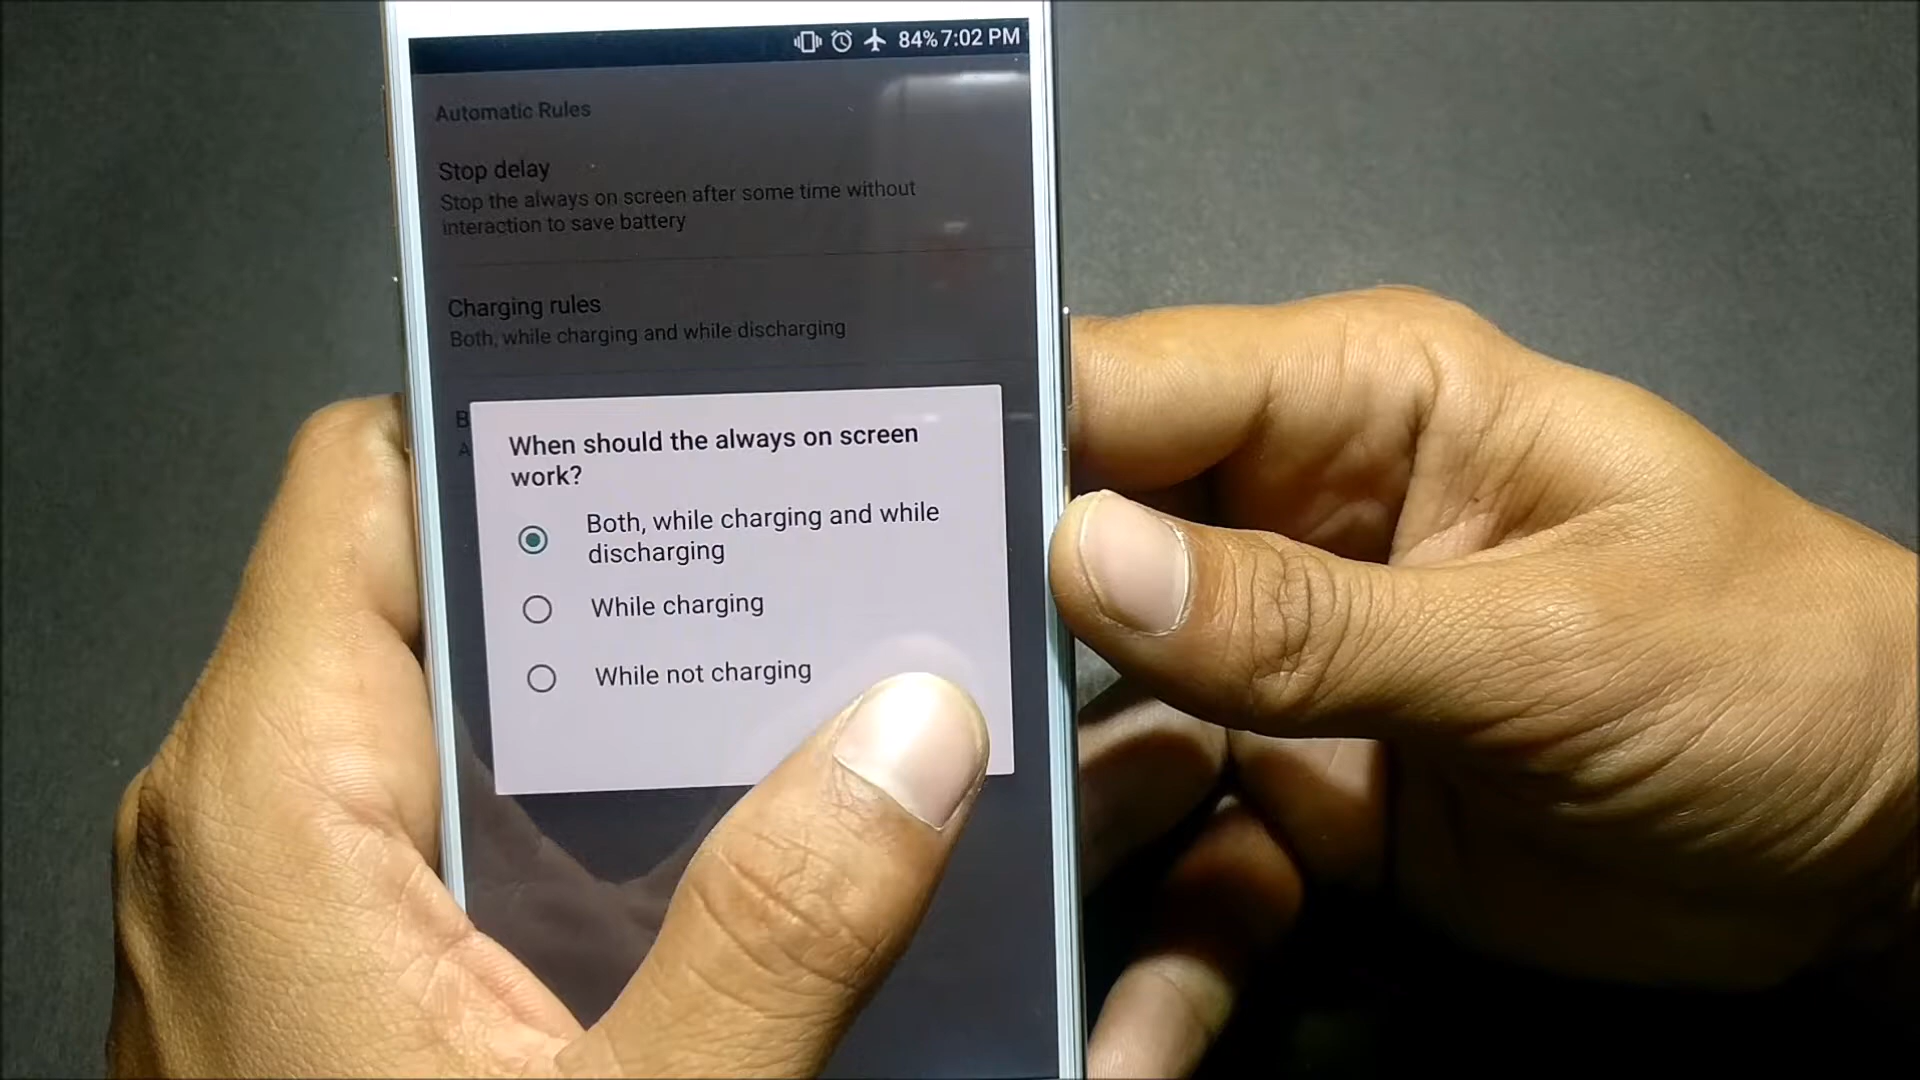 84% 7:02 PM
Automatic Rules
Stop delay
Stop the always on screen after some time without
interaction to save battery
Charging rules
Both, while charging and while discharging
B
A
When should the always on screen
work?
Both, while charging and while
discharging
While charging
While not charging